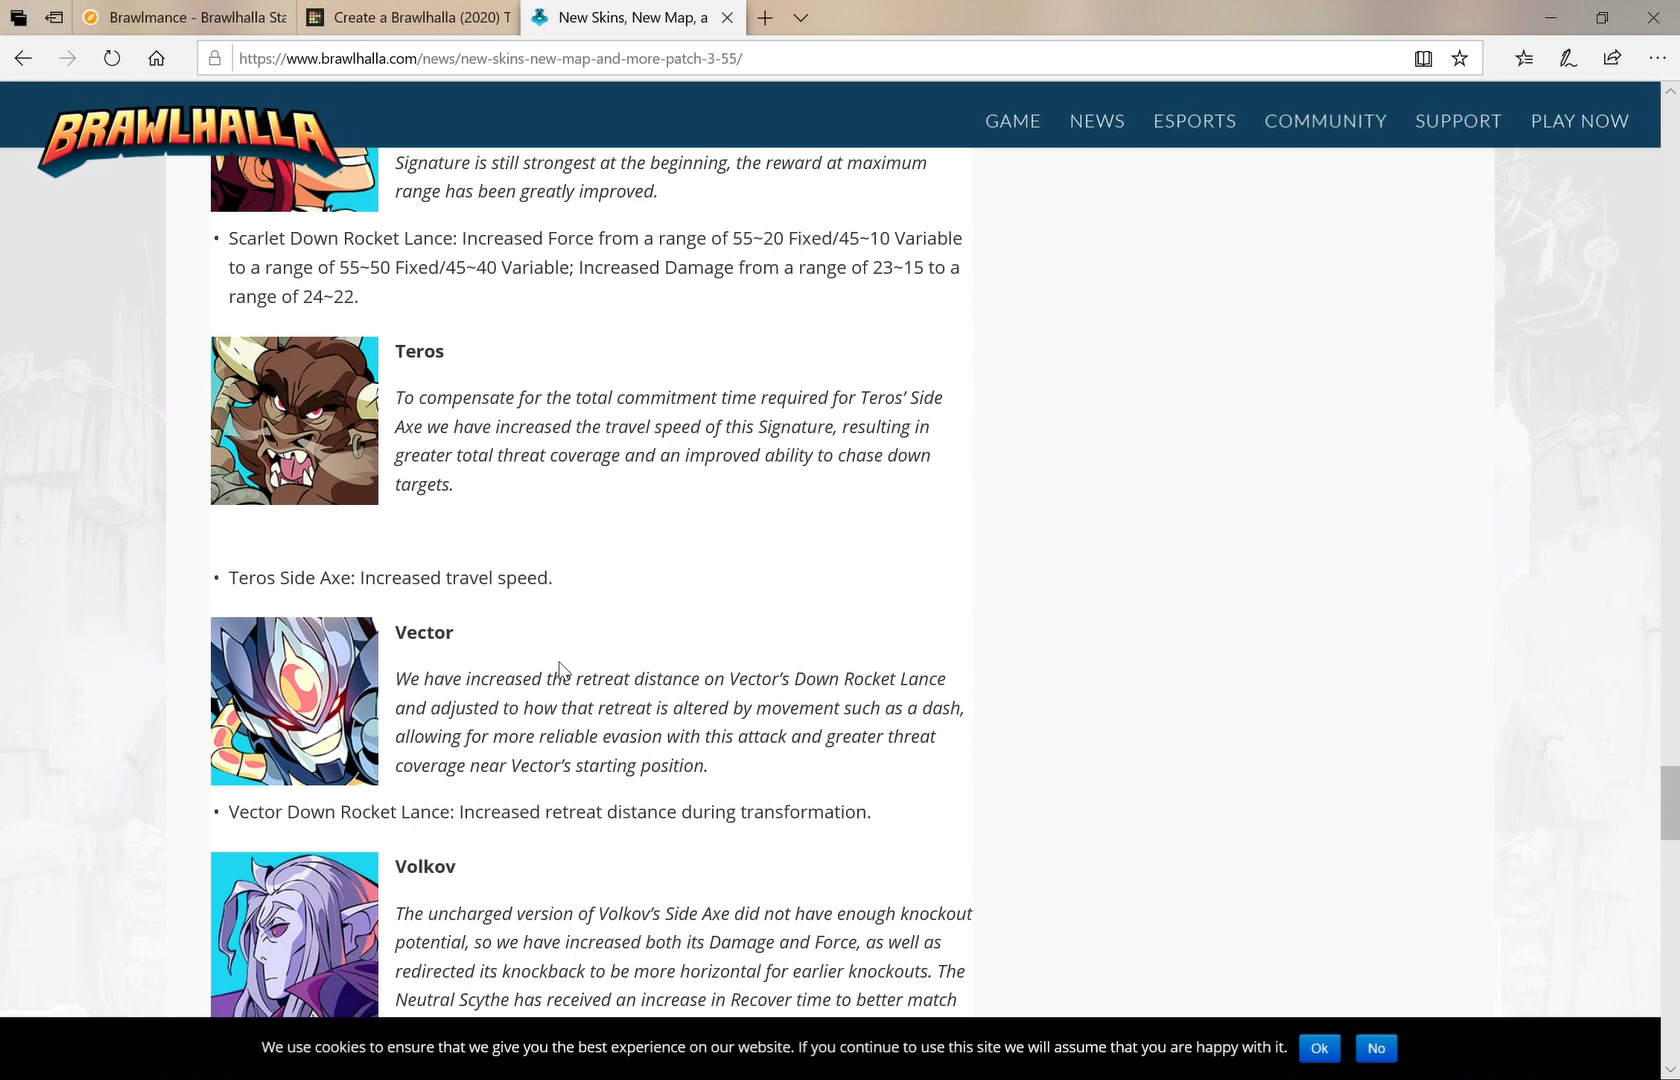 Brawlmance - Brawlhalla Sta
Create a Brawlhalla (2020) T
New Skins, New Map, a
https://www.brawlhalla.com/news/new-skins-new-map-and-more-patch-3-55/
BRAWLHALLA
GAME NEWS ESPORTS COMMUNITY SUPPORT PLAY NOW
Signature is still strongest at the beginning, the reward at maximum
range has been greatly improved.
• Scarlet Down Rocket Lance: Increased Force from a range of 55~20 Fixed/45~10 Variable
to a range of 55~50 Fixed/45~40 Variable; Increased Damage from a range of 23~15 to a
range of 24~22.
Teros
To compensate for the total commitment time required for Teros’ Side
Axe we have increased the travel speed of this Signature, resulting in
greater total threat coverage and an improved ability to chase down
targets.
• Teros Side Axe: Increased travel speed.
Vector
We have increased the retreat distance on Vector’s Down Rocket Lance
and adjusted to how that retreat is altered by movement such as a dash,
allowing for more reliable evasion with this attack and greater threat
coverage near Vector’s starting position.
• Vector Down Rocket Lance: Increased retreat distance during transformation.
Volkov
The uncharged version of Volkov’s Side Axe did not have enough knockout
potential, so we have increased both its Damage and Force, as well as
redirected its knockback to be more horizontal for earlier knockouts. The
Neutral Scythe has received an increase in Recover time to better match
We use cookies to ensure that we give you the best experience on our website. If you continue to use this site we will assume that you are happy with it. Ok No